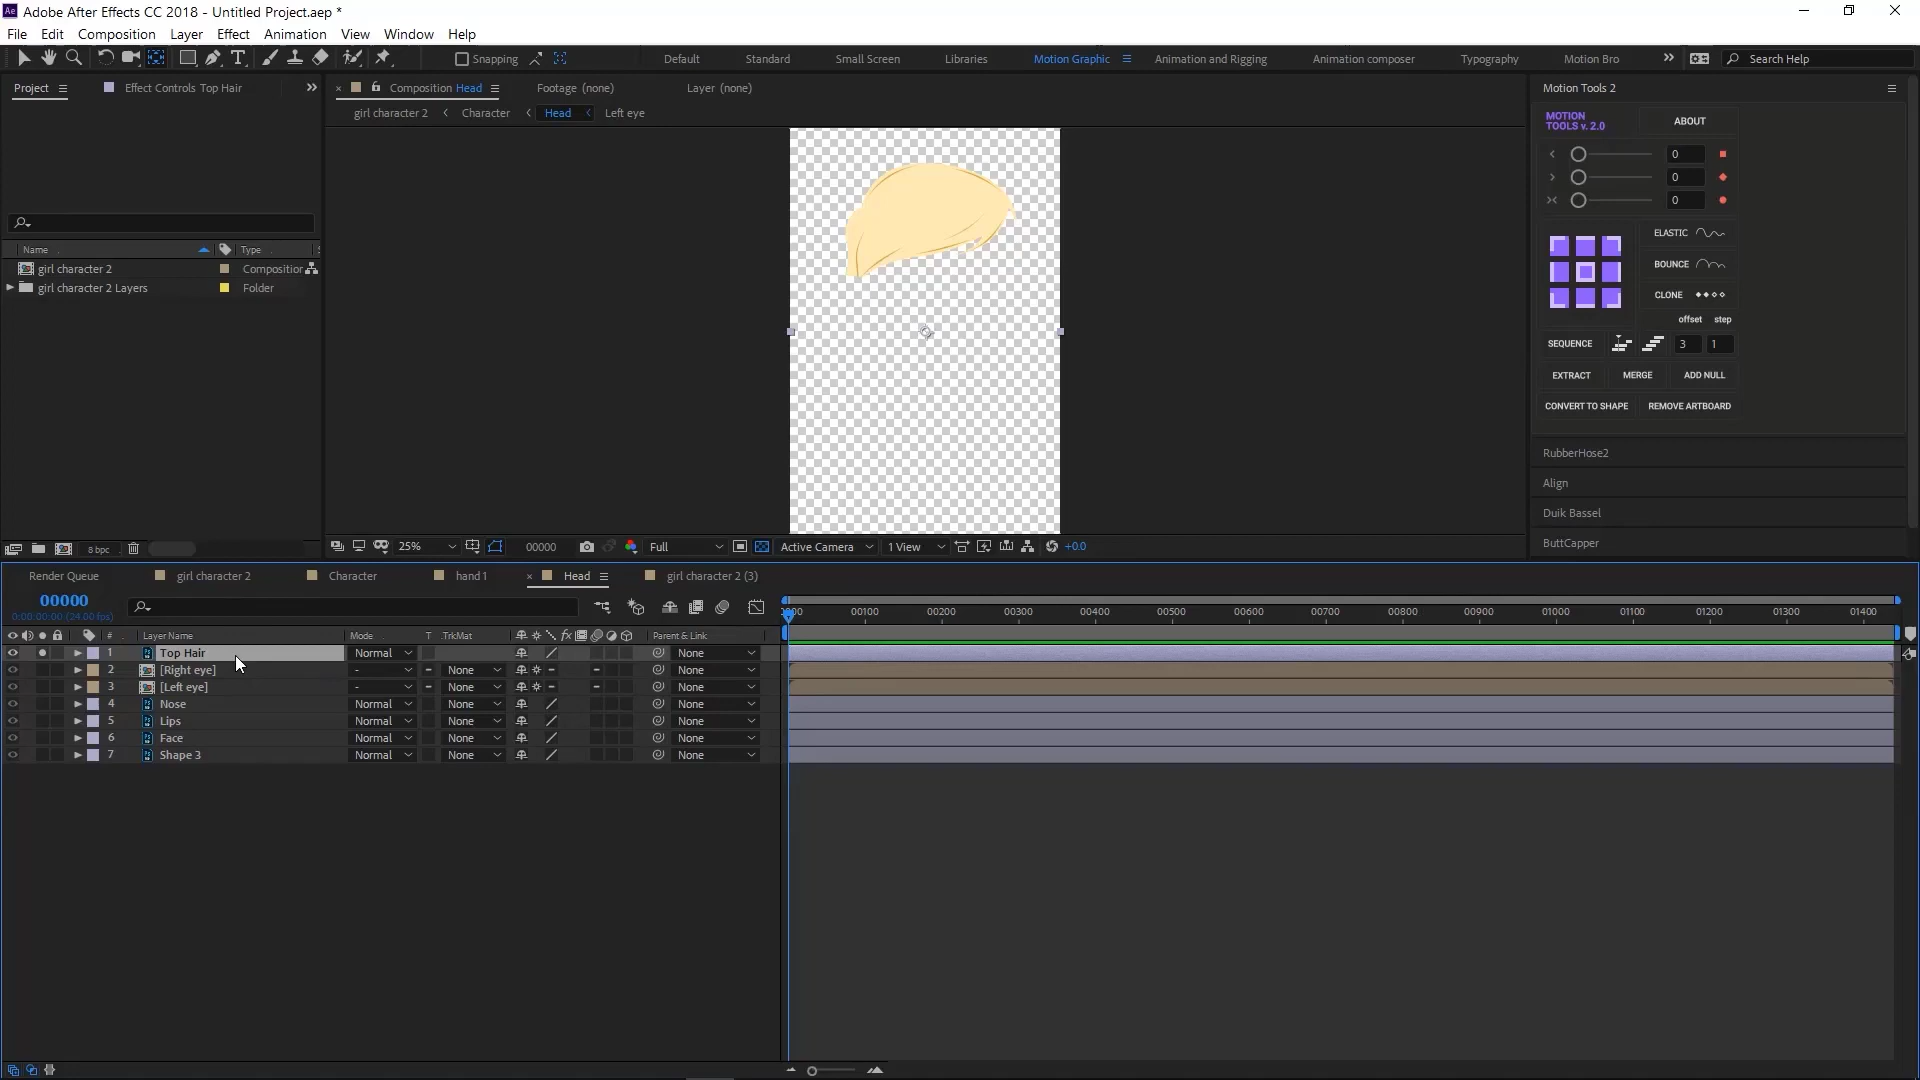 Adobe After Effects CC 2018 - Untitled Project.aep *
File Edit Composition Layer Effect Animation View Window Help
Snapping Default Standard Small Screen Libraries Motion Graphic Animation and Rigging Animation composer Typography Motion Bro Search Help
Project Effect Controls Top Hair
Composition Head Footage (none) Layer (none)
girl character 2 Character Head Left eye
Name Type
girl character 2 Composition
girl character 2 Layers Folder
8 bpc
25% 00000 Full Active Camera 1 View +0.0
Motion Tools 2
MOTION TOOLS v. 2.0 ABOUT
0
0
0
ELASTIC
BOUNCE
CLONE
offset step
SEQUENCE 3 1
EXTRACT MERGE ADD NULL
CONVERT TO SHAPE REMOVE ARTBOARD
RubberHose2
Align
Duik Bassel
ButtCapper
Render Queue girl character 2 Character hand 1 Head girl character 2 (3)
00000
0:00:00:00 (24.00 fps)
00100 00200 00300 00400 00500 00600 00700 00800 00900 01000 01100 01200 01300 01400
# Layer Name Mode T .TrkMat Parent & Link
1 Top Hair Normal None
2 [Right eye] - None None
3 [Left eye] - None None
4 Nose Normal None None
5 Lips Normal None None
6 Face Normal None None
7 Shape 3 Normal None None